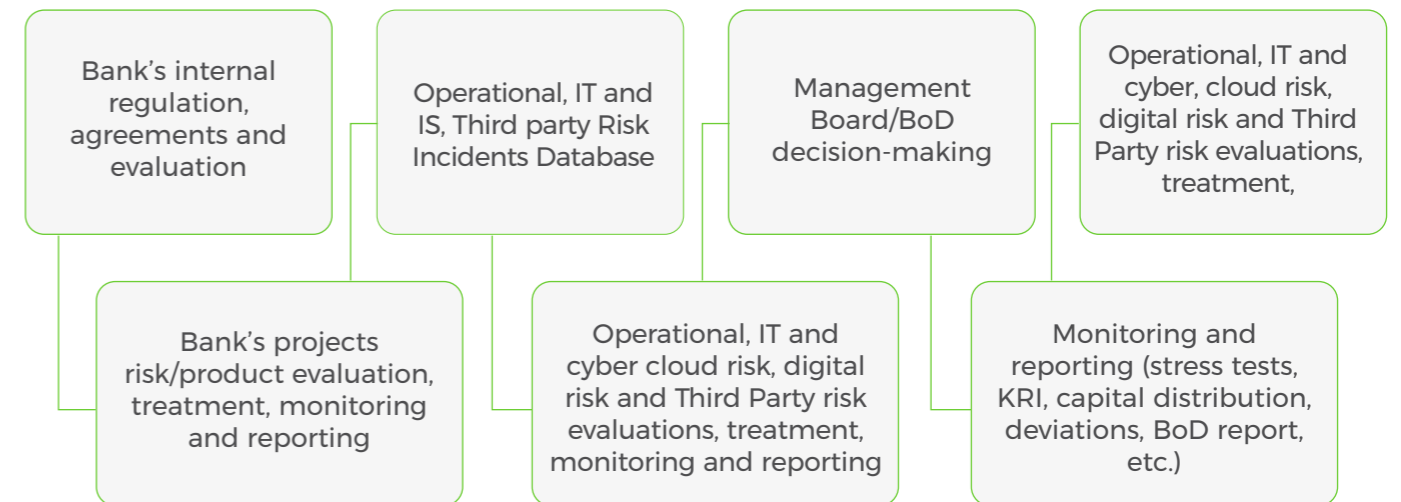 Bank’s internal
regulation,
agreements and
evaluation
Bank’s projects
risk/product evaluation,
treatment, monitoring
and reporting
Operational, IT and
IS, Third party Risk
Incidents Database
Operational, IT and
cyber cloud risk, digital
risk and Third Party risk
evaluations, treatment,
monitoring and reporting
Management
Board/BoD
decision-making
Monitoring and
reporting (stress tests,
KRI, capital distribution,
deviations, BoD report,
etc.)
Operational, IT and
cyber, cloud risk,
digital risk and Third
Party risk evaluations,
treatment,